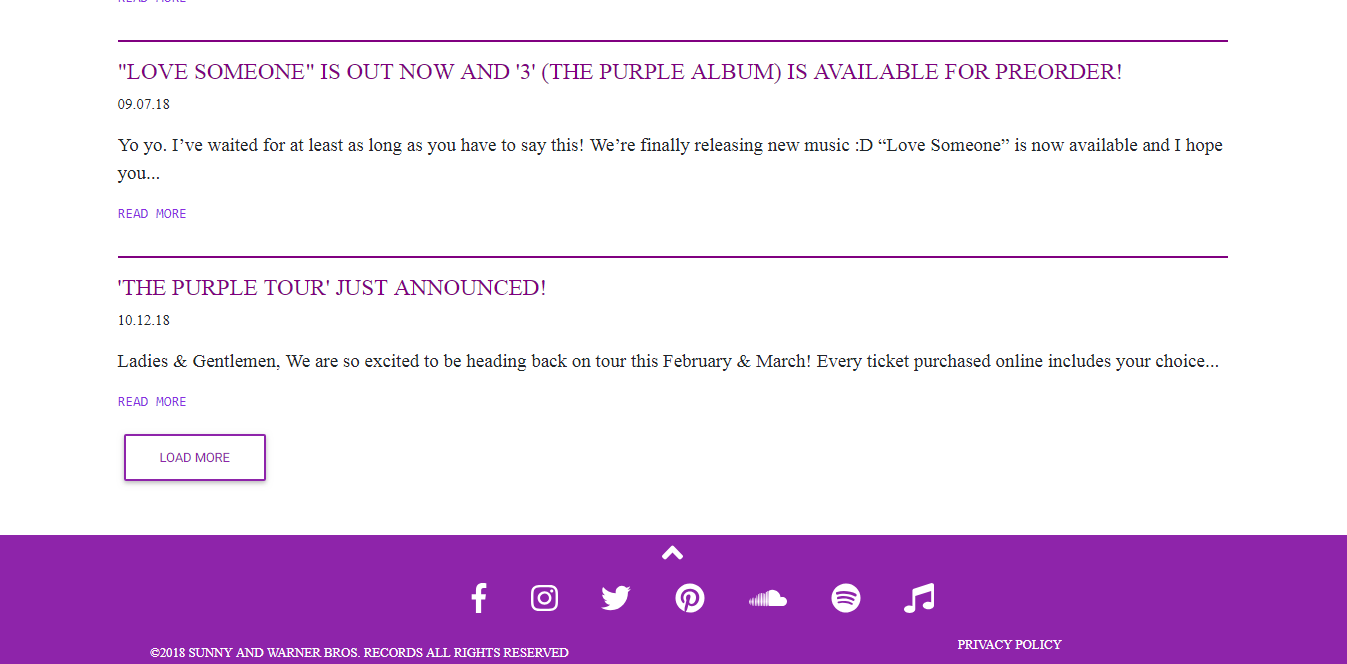 READ MORE
"LOVE SOMEONE" IS OUT NOW AND '3' (THE PURPLE ALBUM) IS AVAILABLE FOR PREORDER!
09.07.18
Yo yo. I’ve waited for at least as long as you have to say this! We’re finally releasing new music :D “Love Someone” is now available and I hope
you...
READ MORE
'THE PURPLE TOUR' JUST ANNOUNCED!
10.12.18
Ladies & Gentlemen, We are so excited to be heading back on tour this February & March! Every ticket purchased online includes your choice...
READ MORE
LOAD MORE
©2018 SUNNY AND WARNER BROS. RECORDS ALL RIGHTS RESERVED
PRIVACY POLICY